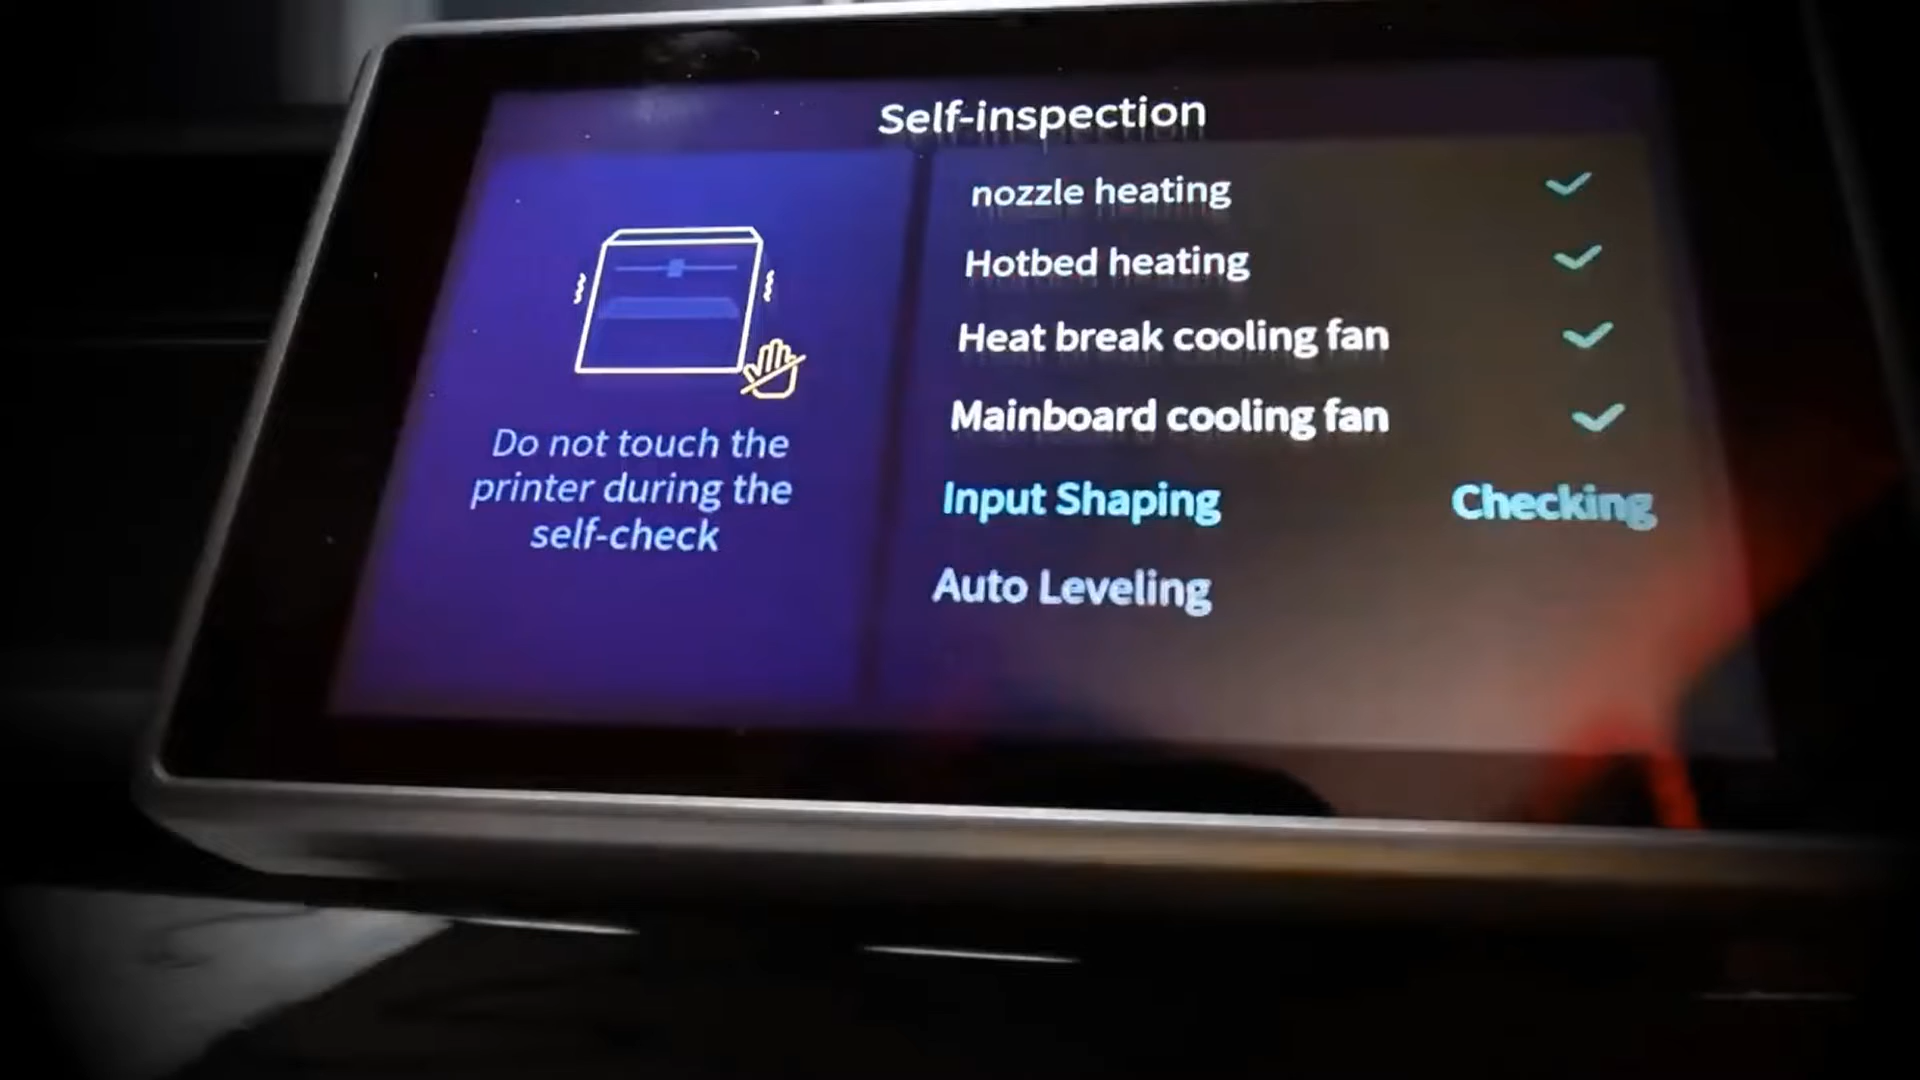 Self-inspection
Do not touch the
printer during the
self-check
nozzle heating
Hotbed heating
Heat break cooling fan
Mainboard cooling fan
Input Shaping Checking
Auto Leveling